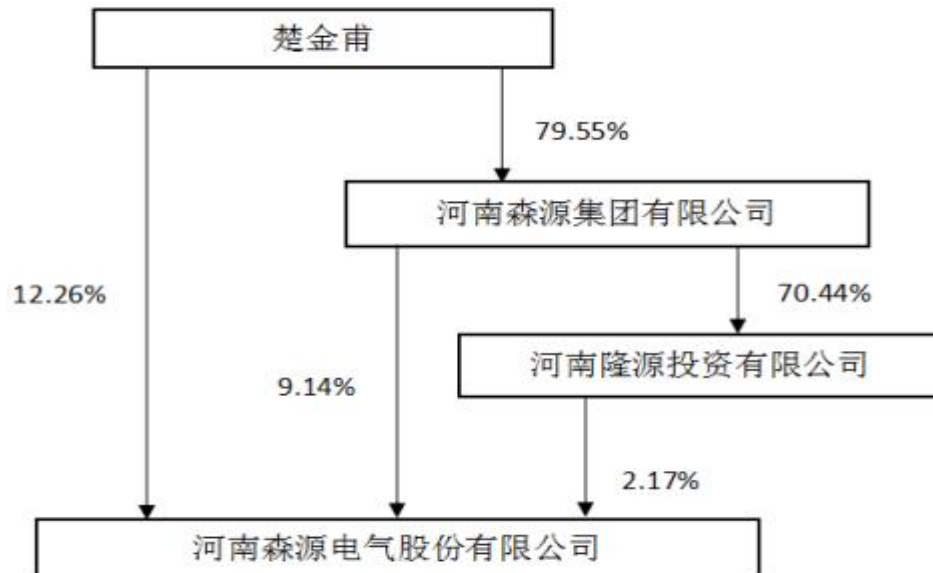 楚金甫
79.55%
河南森源集团有限公司
12.26%
70.44%
河南隆源投资有限公司
9.14%
2.17%
河南森源电气股份有限公司